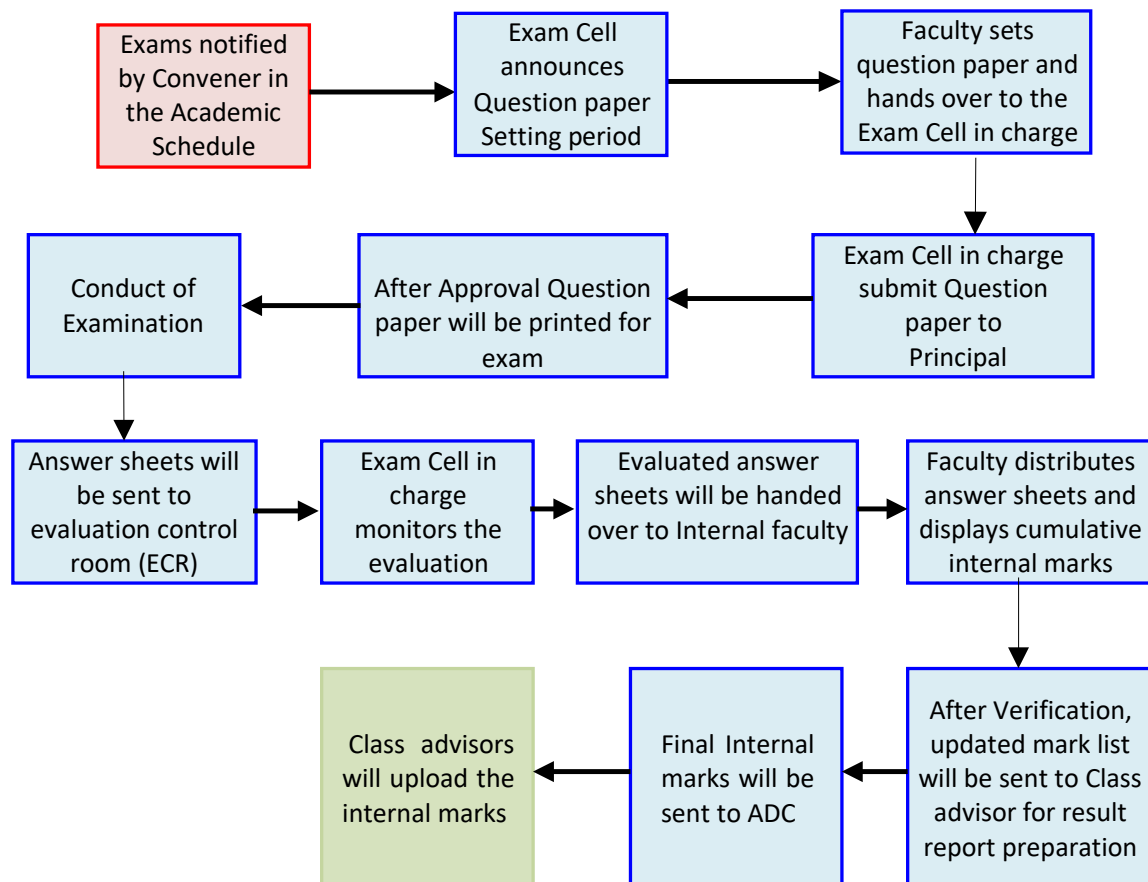 Exams notified
by Convener in
the Academic
Schedule
Exam Cell
announces
Question paper
Setting period
Faculty sets
question paper and
hands over to the
Exam Cell in charge
Exam Cell in charge
submit Question
paper to
Principal
After Approval Question
paper will be printed for
exam
Conduct of
Examination
Answer sheets will
be sent to
evaluation control
room (ECR)
Exam Cell in
charge
monitors the
evaluation
Evaluated answer
sheets will be handed
over to Internal faculty
Faculty distributes
answer sheets and
displays cumulative
internal marks
After Verification,
updated mark list
will be sent to Class
advisor for result
report preparation
Final Internal
marks will be
sent to ADC
Class advisors
will upload the
internal marks